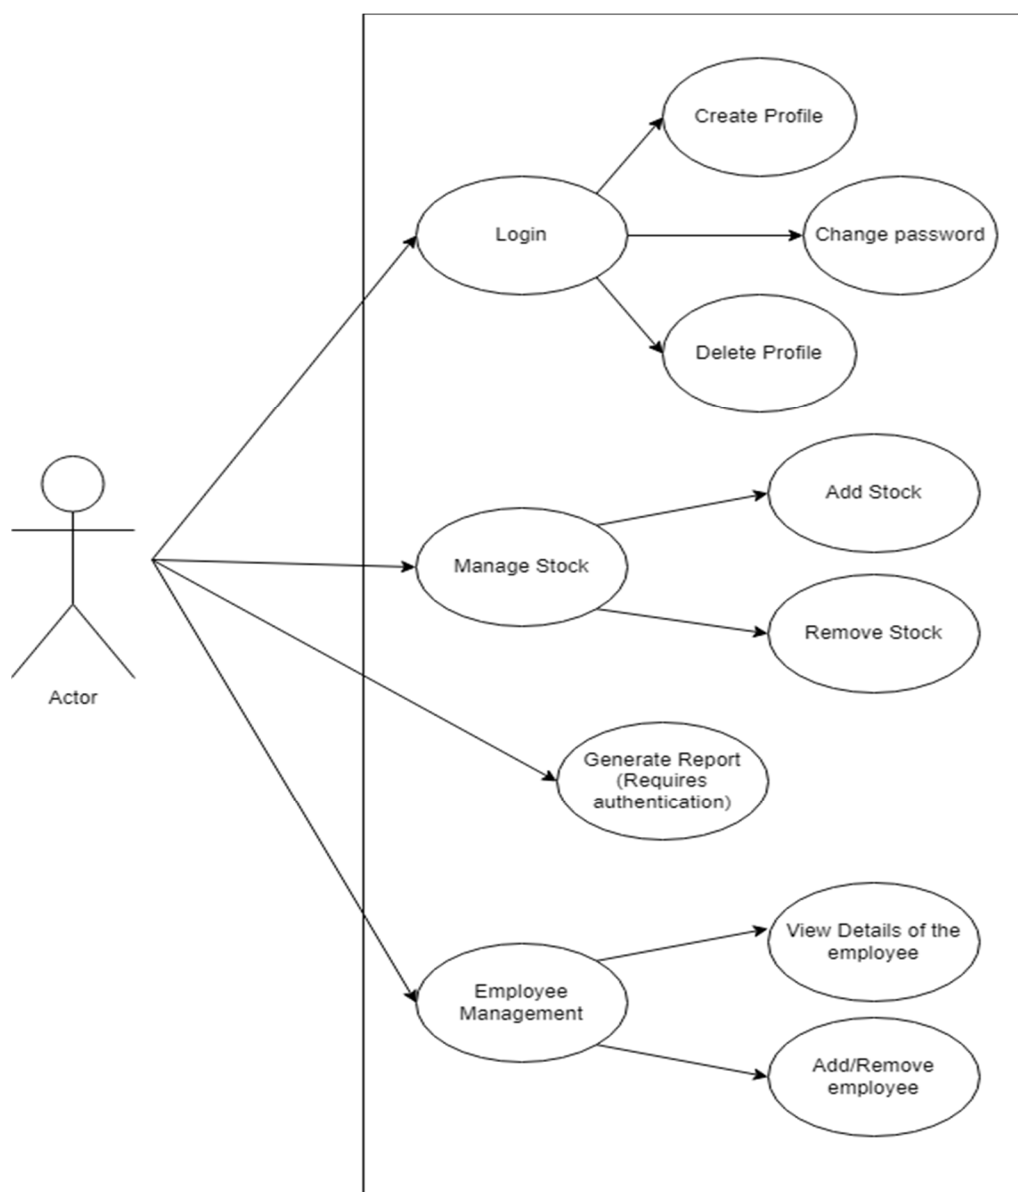 Create Profile
Login
Change password
Delete Profile
Add Stock
Manage Stock
Remove Stock
Actor
Generate Report
(Requires
authentication)
View Details of the
employee
Employee
Management
Add/Remove
employee